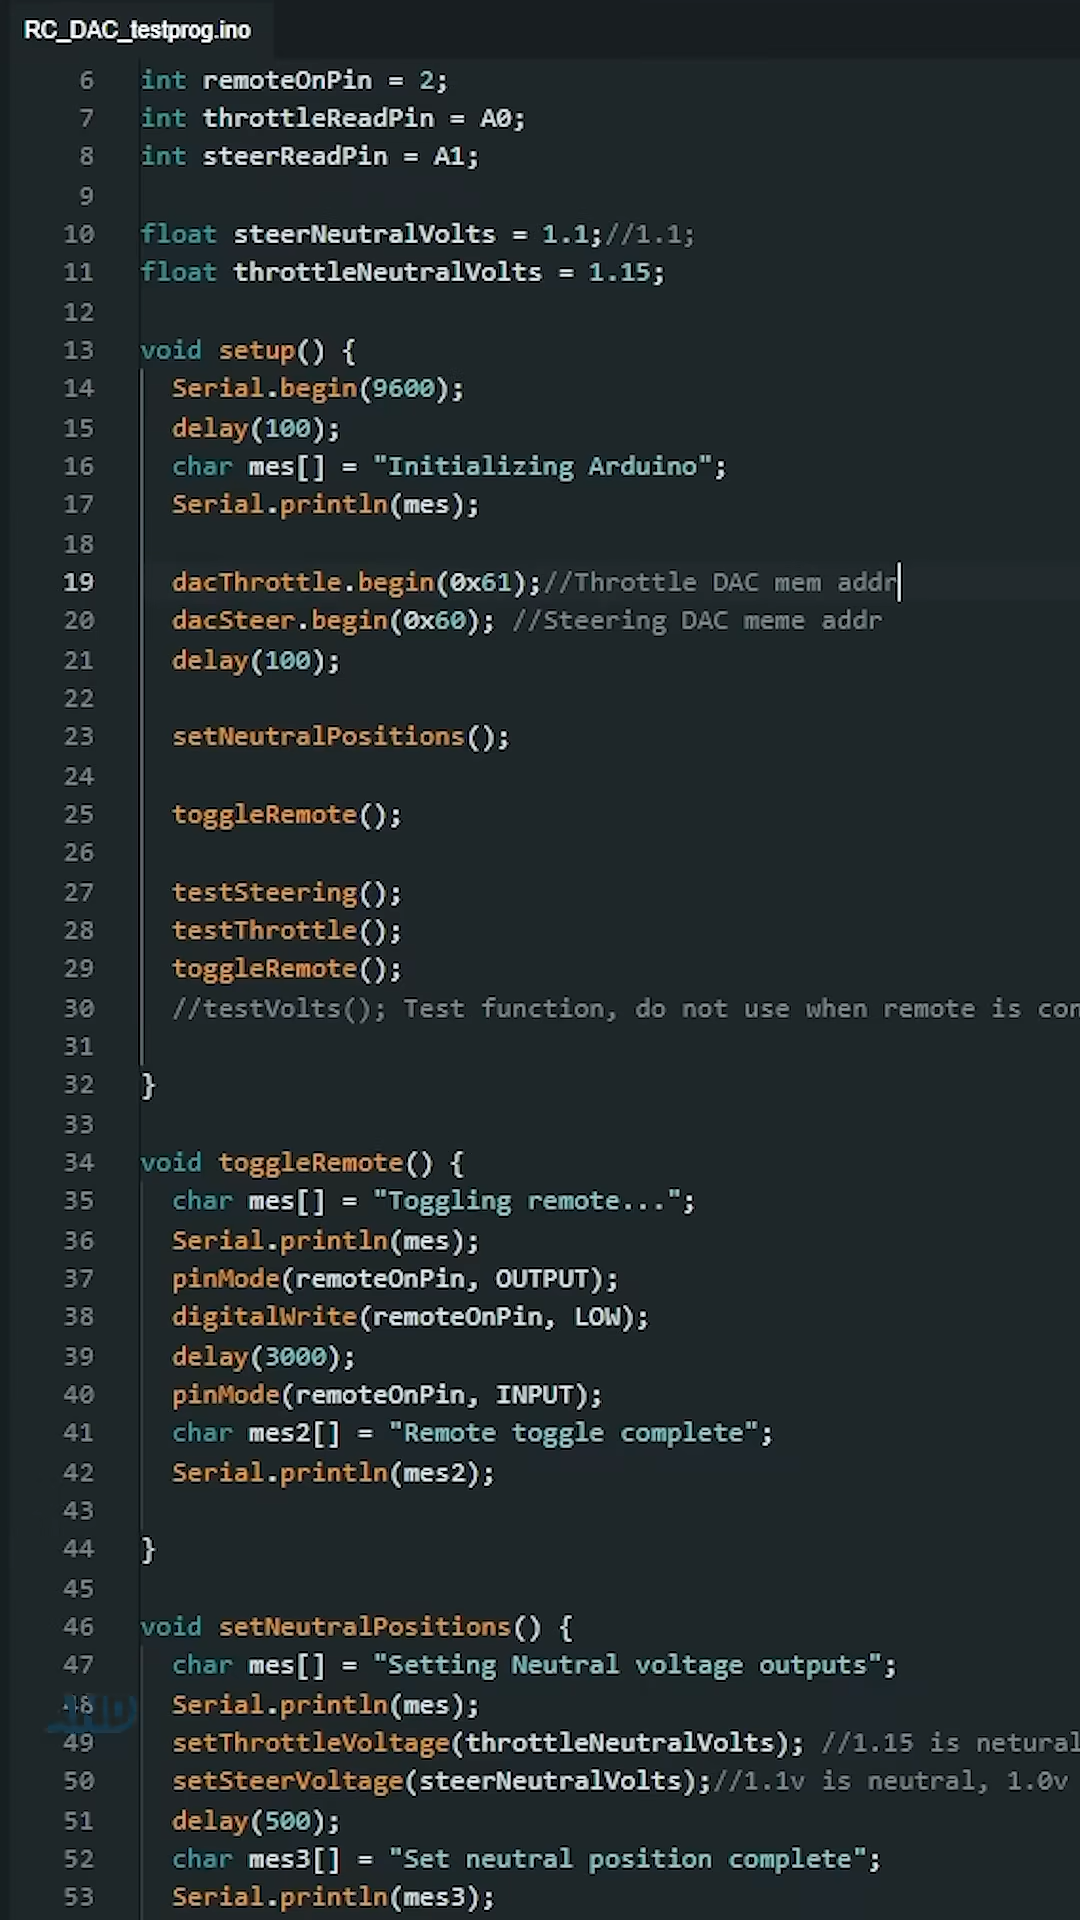 RC_DAC_testprog.ino
6 int remoteOnPin = 2;
7 int throttleReadPin = A0;
8 int steerReadPin = A1;
9
10 float steerNeutralVolts = 1.1;//1.1;
11 float throttleNeutralVolts = 1.15;
12
13 void setup() {
14 Serial.begin(9600);
15 delay(100);
16 char mes[] = "Initializing Arduino";
17 Serial.println(mes);
18
19 dacThrottle.begin(0x61);//Throttle DAC mem addr
20 dacSteer.begin(0x60); //Steering DAC meme addr
21 delay(100);
22
23 setNeutralPositions();
24
25 toggleRemote();
26
27 testSteering();
28 testThrottle();
29 toggleRemote();
30 //testVolts(); Test function, do not use when remote is con
31
32 }
33
34 void toggleRemote() {
35 char mes[] = "Toggling remote...";
36 Serial.println(mes);
37 pinMode(remoteOnPin, OUTPUT);
38 digitalWrite(remoteOnPin, LOW);
39 delay(3000);
40 pinMode(remoteOnPin, INPUT);
41 char mes2[] = "Remote toggle complete";
42 Serial.println(mes2);
43
44 }
45
46 void setNeutralPositions() {
47 char mes[] = "Setting Neutral voltage outputs";
48 Serial.println(mes);
AND
49 setThrottleVoltage(throttleNeutralVolts); //1.15 is netural
50 setSteerVoltage(steerNeutralVolts);//1.1v is neutral, 1.0v
51 delay(500);
52 char mes3[] = "Set neutral position complete";
53 Serial.println(mes3);